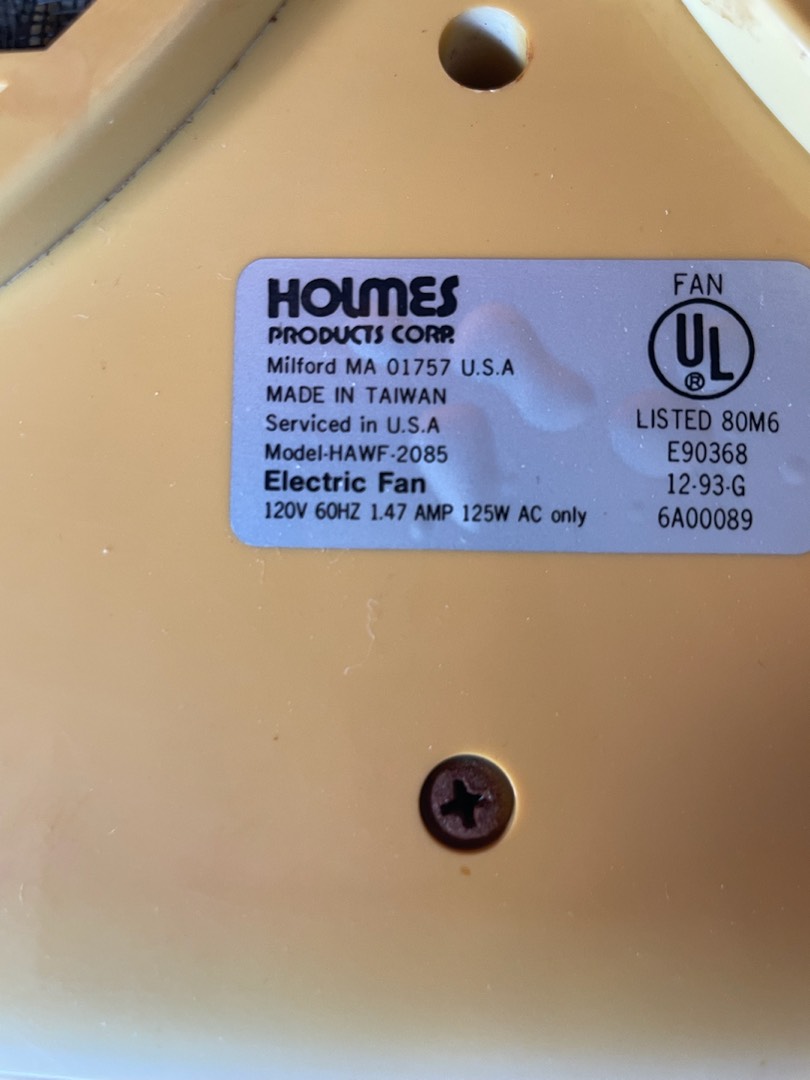 HOLMES
PRODUCTS CORP.
Milford MA 01757 U.S.A
MADE IN TAIWAN
Serviced in U.S.A
Model-HAWF-2085
Electric Fan
120V 60HZ 1.47 AMP 125W AC only
FAN
UL
®
LISTED 80M6
E90368
12-93-G
6A00089